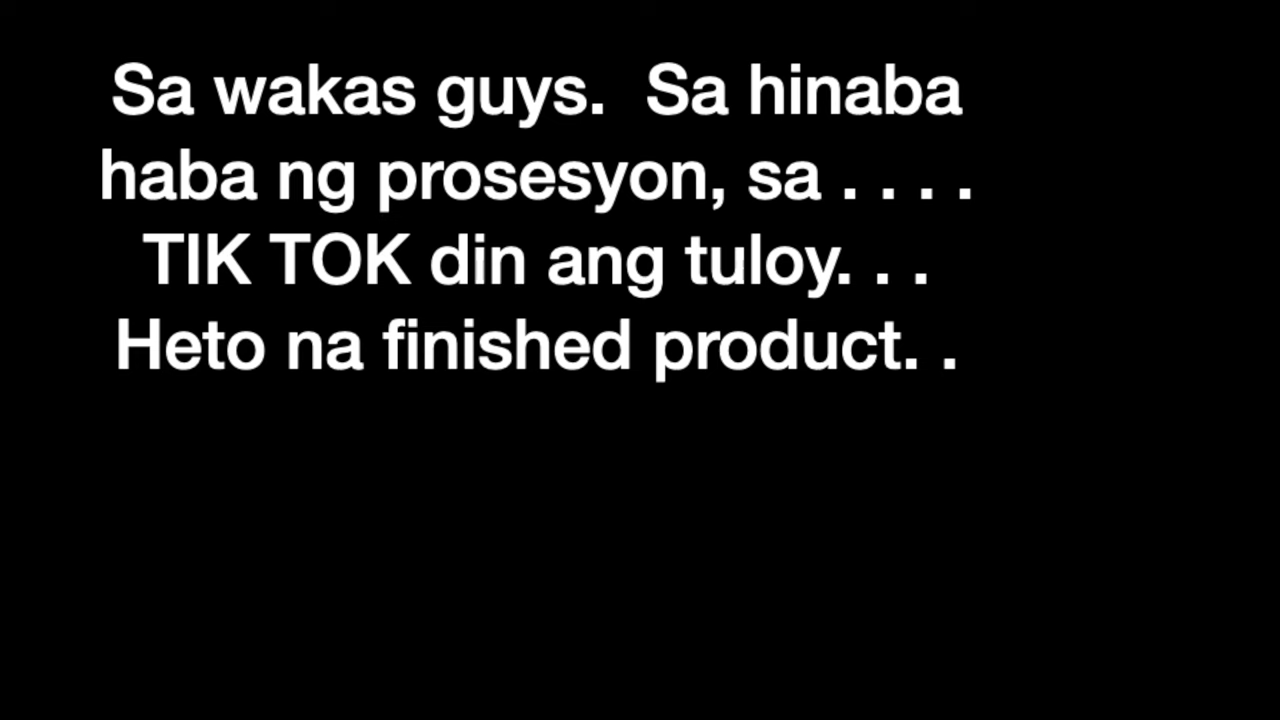 Sa wakas guys.  Sa hinaba
haba ng prosesyon, sa . . . .
TIK TOK din ang tuloy. . .
Heto na finished product. .